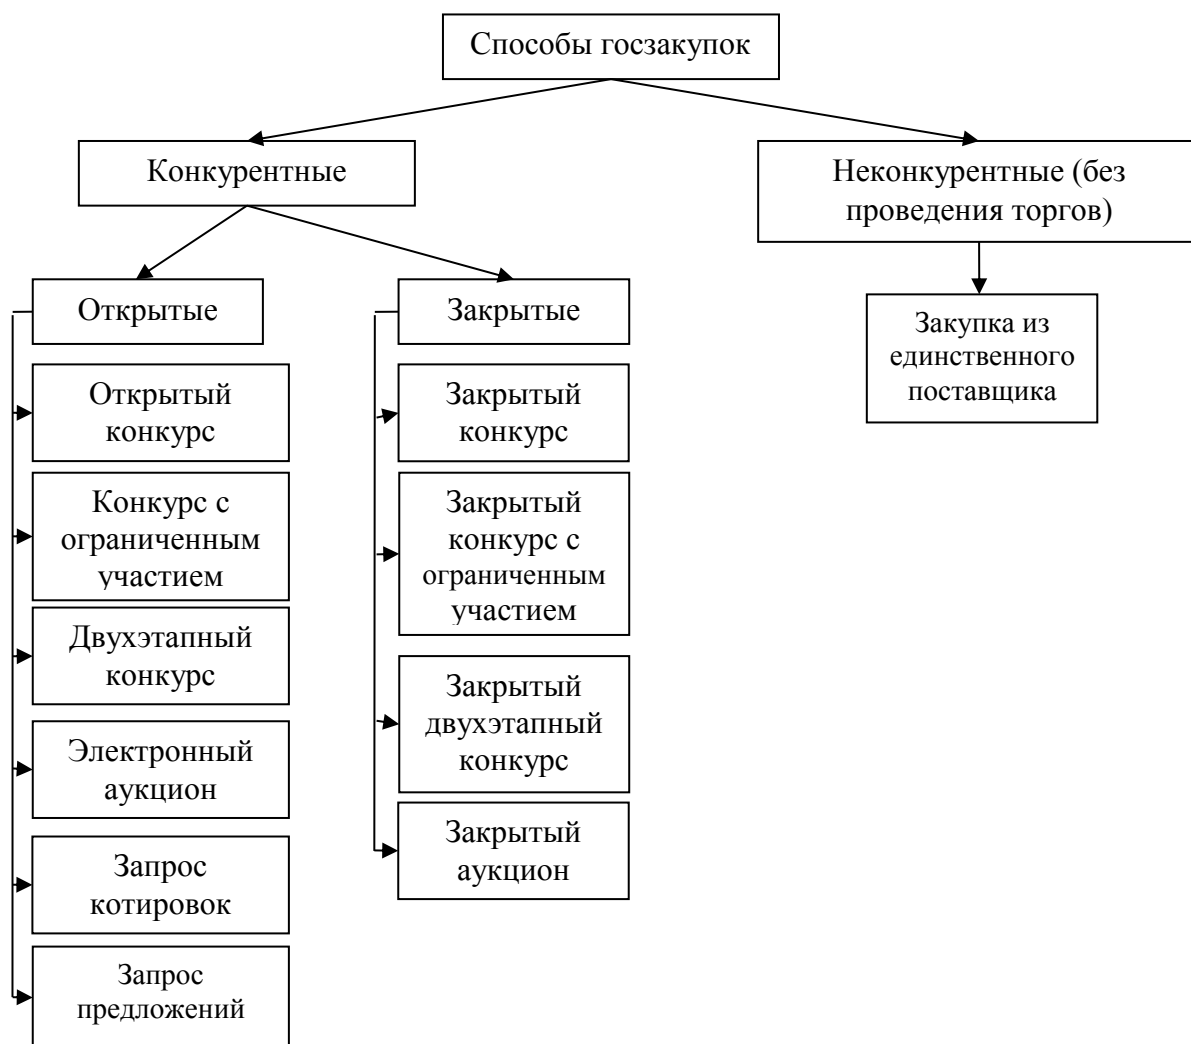 Способы госзакупок
Конкурентные
Неконкурентные (без
проведения торгов)
Открытые
Закрытые
Закупка из
единственного
поставщика
Открытый
конкурс
Закрытый
конкурс
Конкурс с
ограниченным
участием
Закрытый
конкурс с
ограниченным
участием
Двухэтапный
конкурс
Закрытый
двухэтапный
конкурс
Электронный
аукцион
Закрытый
аукцион
Запрос
котировок
Запрос
предложений